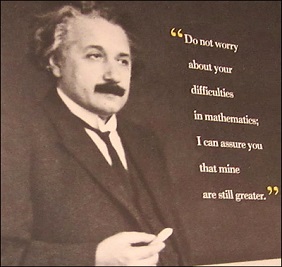 “Do not worry
about your
difficulties
in mathematics;
I can assure you
that mine
are still greater.”